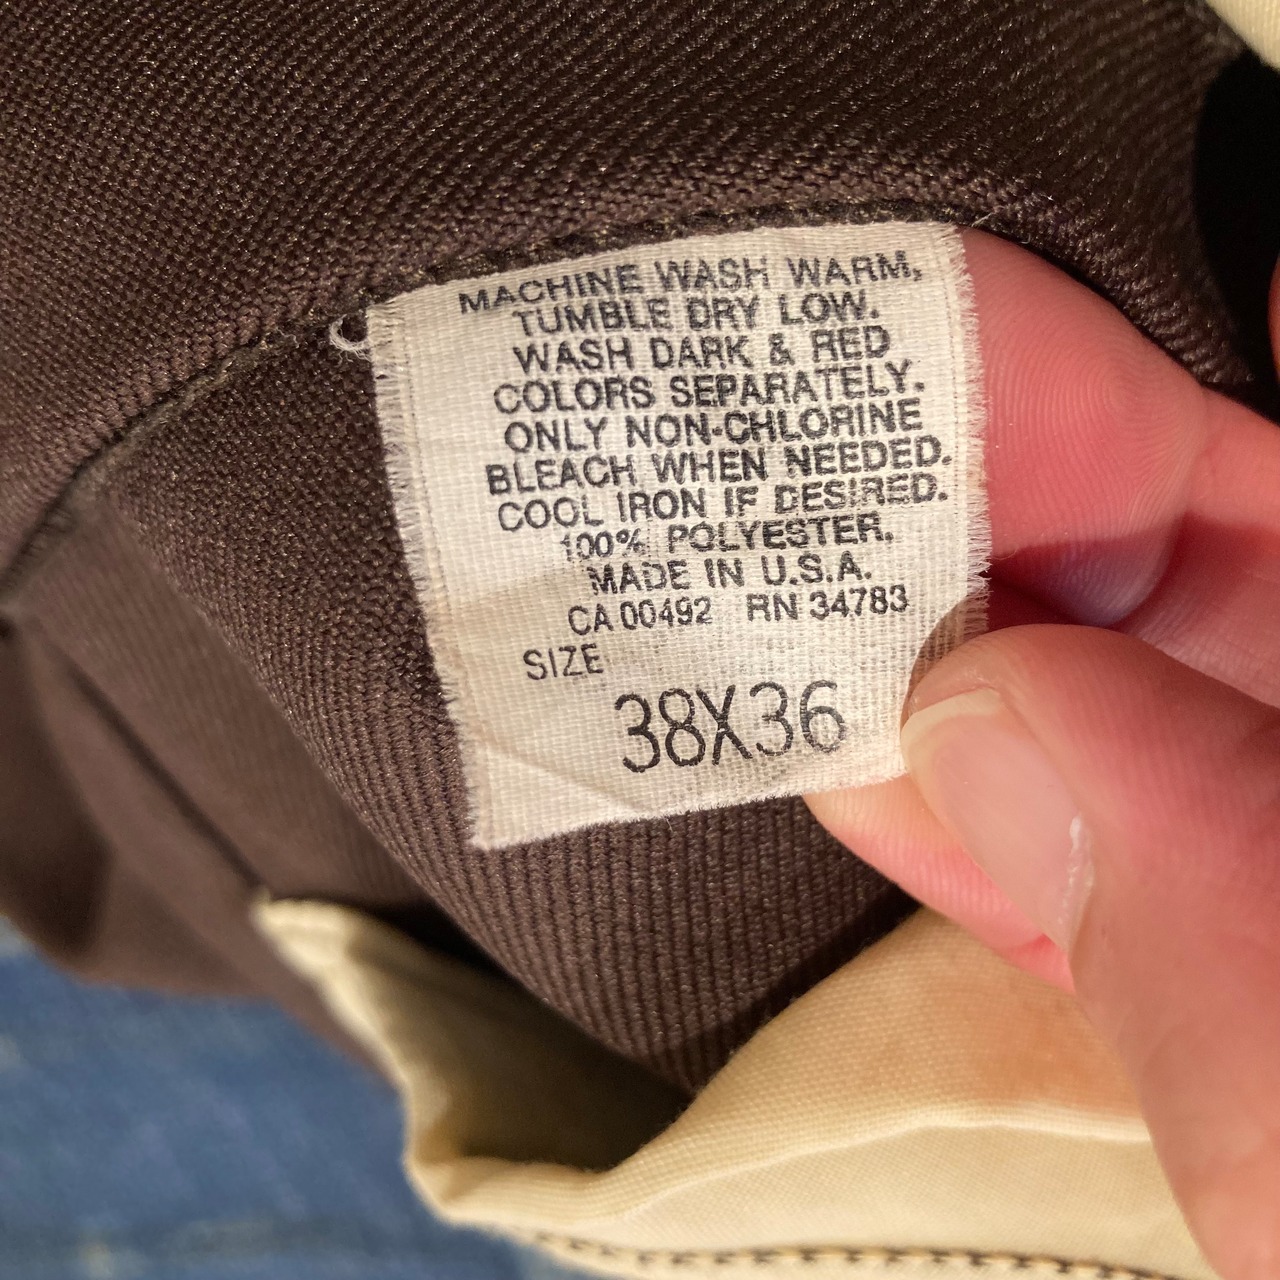 MACHINE WASH WARM,
TUMBLE DRY LOW.
WASH DARK & RED
COLORS SEPARATELY.
ONLY NON-CHLORINE
BLEACH WHEN NEEDED.
COOL IRON IF DESIRED.
100% POLYESTER.
MADE IN U.S.A.
CA 00492 RN 34783
SIZE
38X36